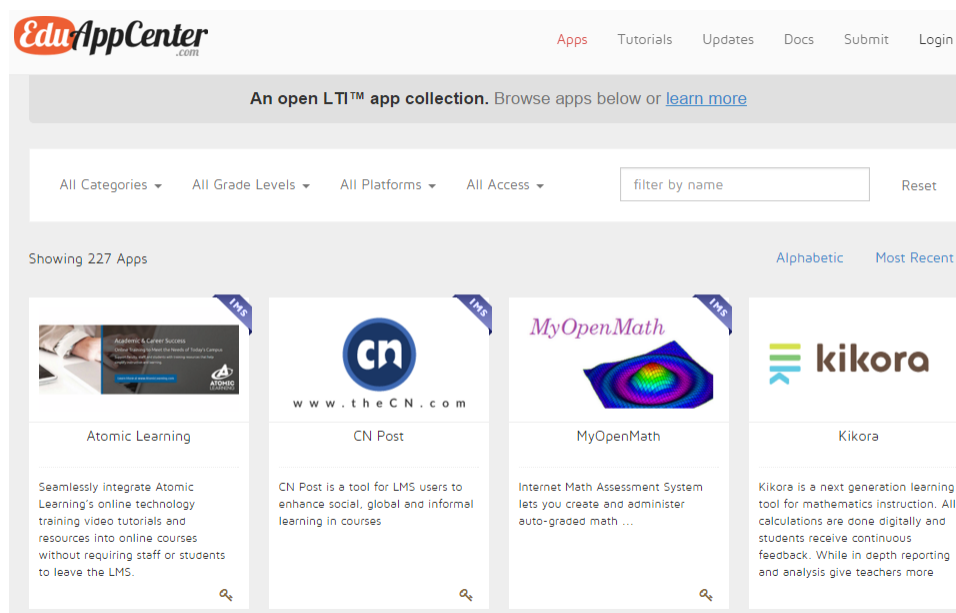 EduAppCenter
.com
Apps Tutorials Updates Docs Submit Login
An open LTI™ app collection. Browse apps below or learn more
All Categories All Grade Levels All Platforms All Access filter by name Reset
Showing 227 Apps Alphabetic Most Recent
IMS IMS IMS
Academic & Career Success
ATOMIC
LEARNING
cn
www.theCN.com
MyOpenMath
kikora
Atomic Learning
Seamlessly integrate Atomic
Learning's online technology
training video tutorials and
resources into online courses
without requiring staff or students
to leave the LMS.
CN Post
CN Post is a tool for LMS users to
enhance social, global and informal
learning in courses
MyOpenMath
Internet Math Assessment System
lets you create and administer
auto-graded math ...
Kikora
Kikora is a next generation learning
tool for mathematics instruction. All
calculations are done digitally and
students receive continuous
feedback. While in depth reporting
and analysis give teachers more